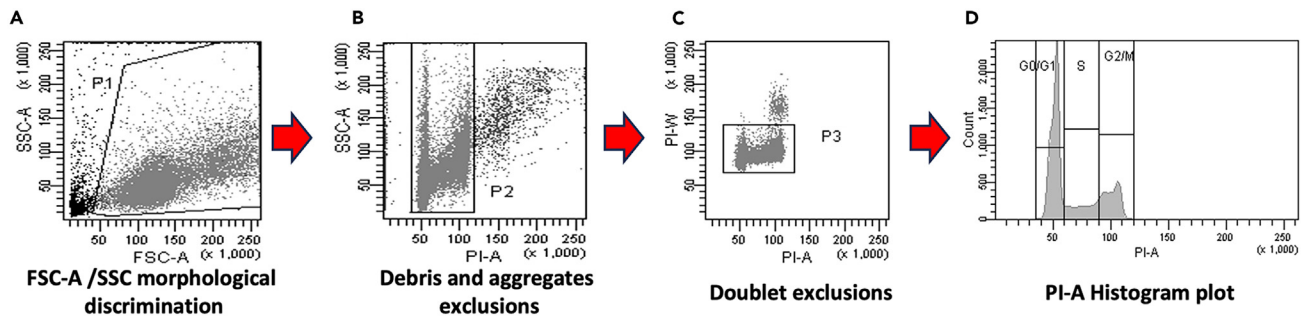 A
B
C
D
P1
SSC-A
(x 1,000)
50 100 150 200 250
50 100 150 200 250
FSC-A
(x 1,000)
P2
SSC-A
(x 1,000)
50 100 150 200 250
50 100 150 200 250
PI-A
(x 1,000)
P3
PI-W
(x 1,000)
50 100 150 200 250
50 100 150 200 250
PI-A
(x 1,000)
G0/G1
S
G2/M
Count
0 500 1,000 1,500 2,000
50 100 150 200 250
PI-A
(x 1,000)
FSC-A /SSC morphological
discrimination
Debris and aggregates
exclusions
Doublet exclusions
PI-A Histogram plot